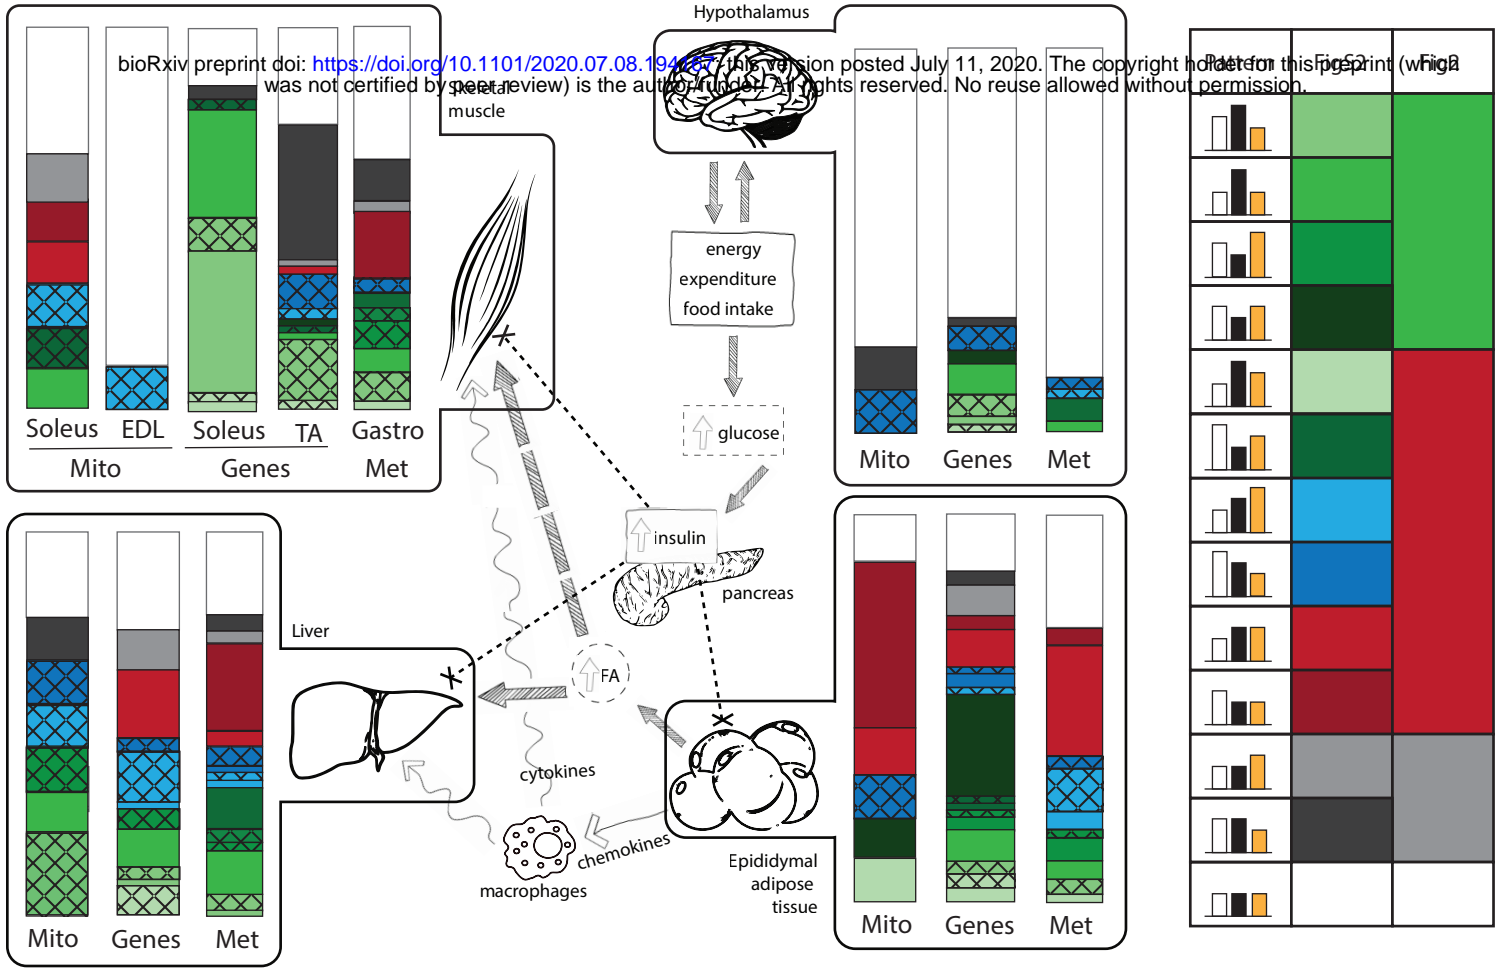 Hypothalamus
bioRxiv preprint doi: https://doi.org/10.1101/2020.07.08.194167; this version posted July 11, 2020. The copyright holder for this preprint (which
was not certified by peer review) is the author/funder. All rights reserved. No reuse allowed without permission.
Pattern FigS2 Fig2
Skeletal
muscle
energy
expenditure
food intake
glucose
Soleus EDL Soleus TA Gastro
Mito Genes Met
Mito Genes Met
insulin
pancreas
Liver
FA
cytokines
chemokines
macrophages
Epididymal
adipose
tissue
Mito Genes Met
Mito Genes Met